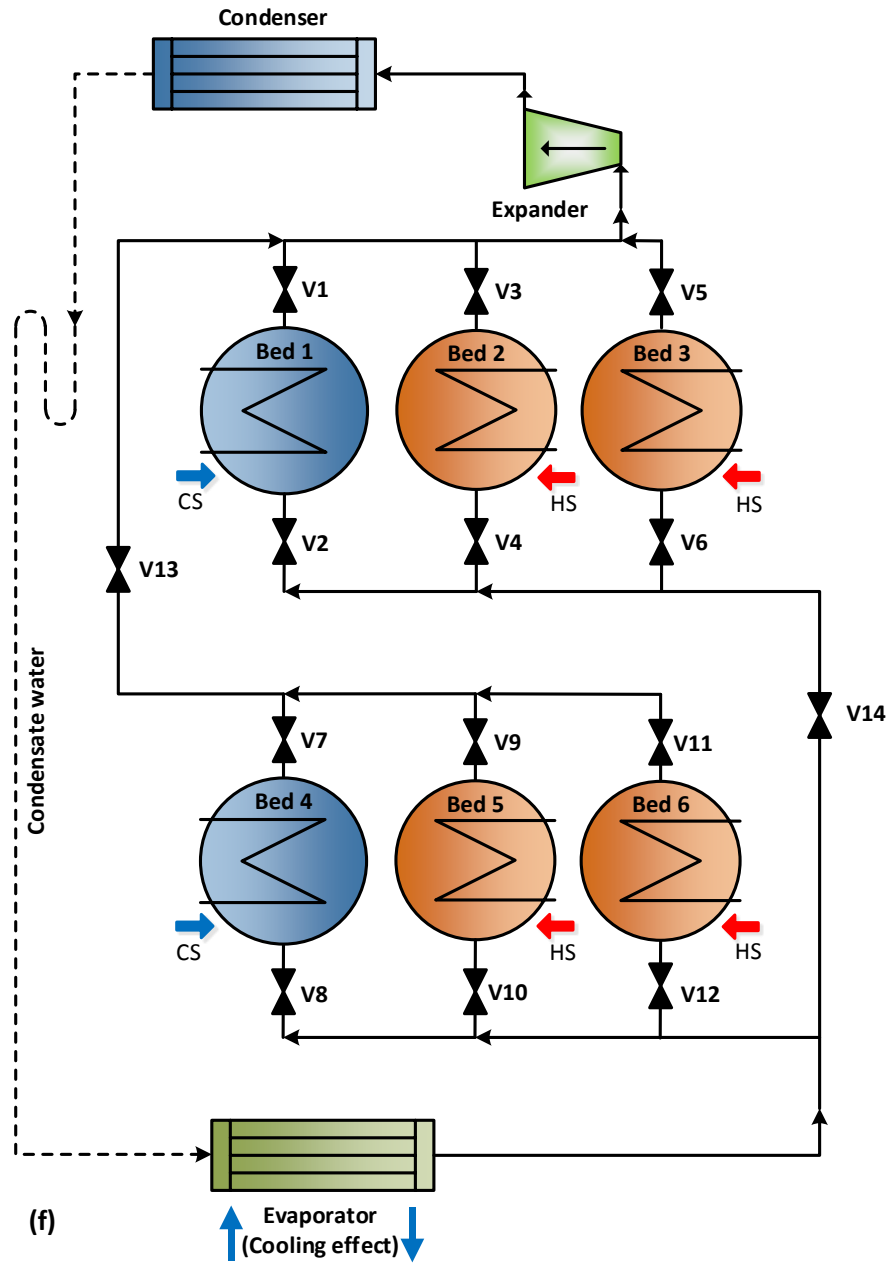 Condenser
Expander
V1
V3
V5
Bed 1
Bed 2
Bed 3
CS
HS
HS
V2
V4
V6
V13
Condensate water
V14
V7
V9
V11
Bed 4
Bed 5
Bed 6
CS
HS
HS
V8
V10
V12
(f)
Evaporator
(Cooling effect)